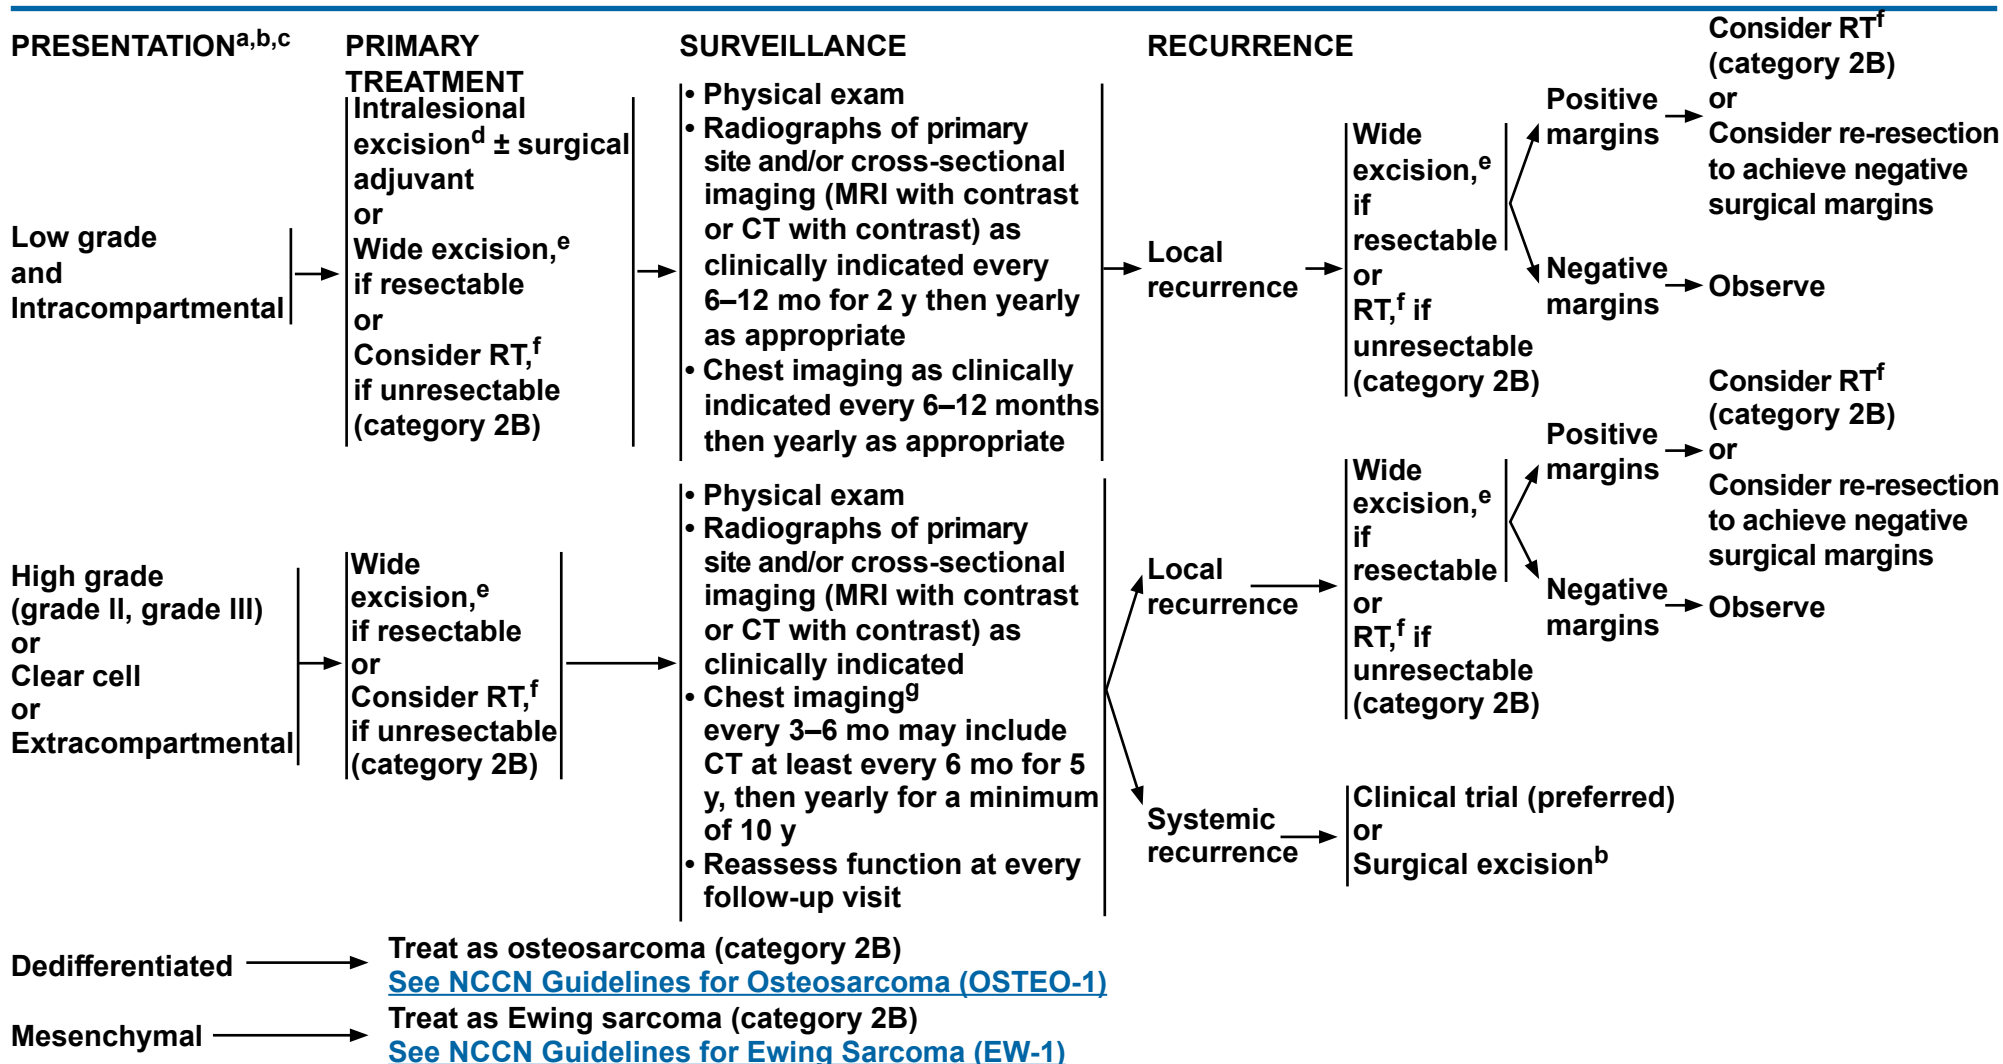 PRESENTATIONa,b,c
PRIMARY
TREATMENT
SURVEILLANCE
RECURRENCE
Low grade
and
Intracompartmental
Intralesional
excisiond ± surgical
adjuvant
or
Wide excision,e
if resectable
or
Consider RT,f
if unresectable
(category 2B)
• Physical exam
• Radiographs of primary
site and/or cross-sectional
imaging (MRI with contrast
or CT with contrast) as
clinically indicated every
6–12 mo for 2 y then yearly
as appropriate
• Chest imaging as clinically
indicated every 6–12 months
then yearly as appropriate
Local
recurrence
Wide
excision,e
if
resectable
or
RT,f if
unresectable
(category 2B)
Positive
margins
Consider RTf
(category 2B)
or
Consider re-resection
to achieve negative
surgical margins
Negative
margins
Observe
High grade
(grade II, grade III)
or
Clear cell
or
Extracompartmental
Wide
excision,e
if resectable
or
Consider RT,f
if unresectable
(category 2B)
• Physical exam
• Radiographs of primary
site and/or cross-sectional
imaging (MRI with contrast
or CT with contrast) as
clinically indicated
• Chest imagingg
every 3–6 mo may include
CT at least every 6 mo for 5
y, then yearly for a minimum
of 10 y
• Reassess function at every
follow-up visit
Local
recurrence
Wide
excision,e
if
resectable
or
RT,f if
unresectable
(category 2B)
Positive
margins
Consider RTf
(category 2B)
or
Consider re-resection
to achieve negative
surgical margins
Negative
margins
Observe
Systemic
recurrence
Clinical trial (preferred)
or
Surgical excisionb
Dedifferentiated
Treat as osteosarcoma (category 2B)
See NCCN Guidelines for Osteosarcoma (OSTEO-1)
Mesenchymal
Treat as Ewing sarcoma (category 2B)
See NCCN Guidelines for Ewing Sarcoma (EW-1)